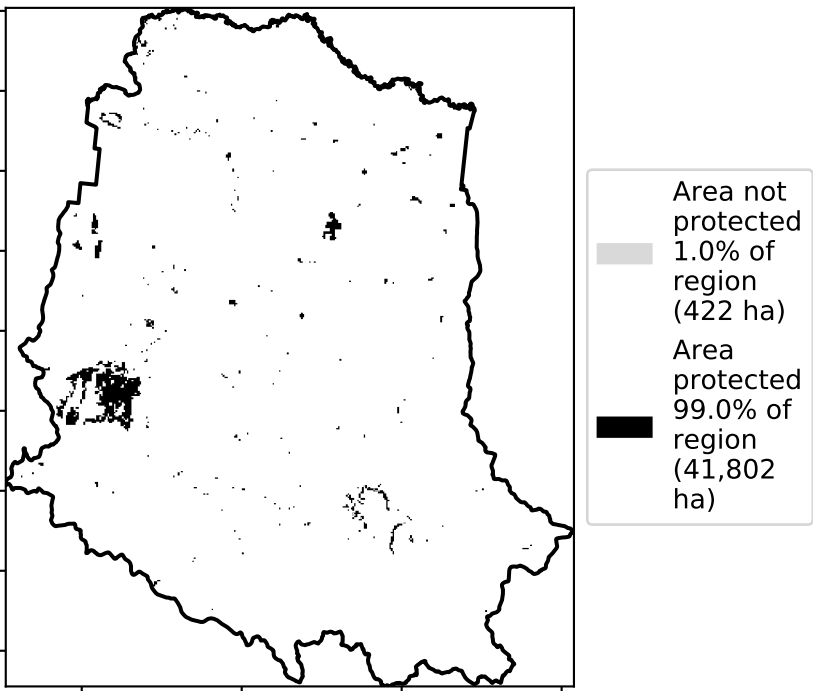 Area not
protected
1.0% of
region
(422 ha)
Area
protected
99.0% of
region
(41,802
ha)